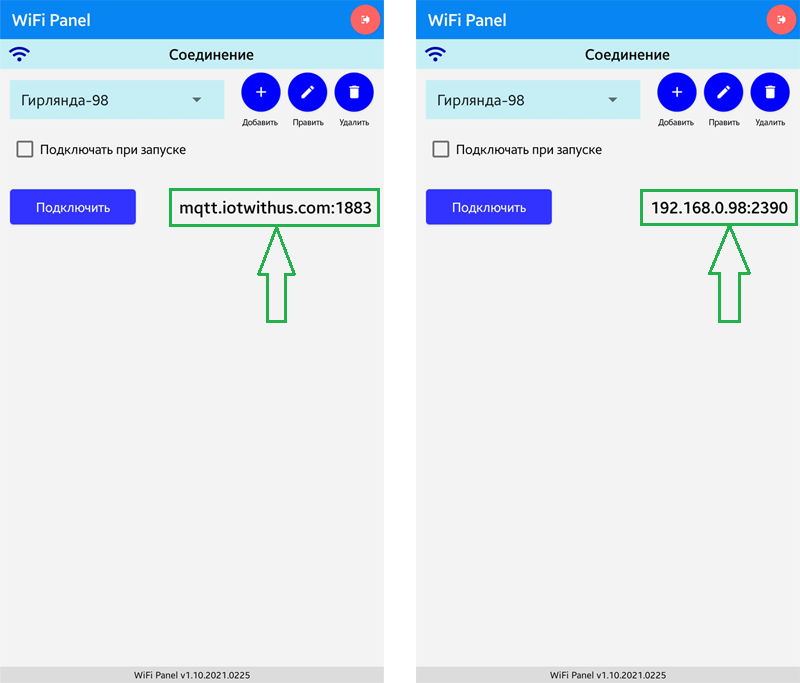 WiFi Panel
Соединение
Гирлянда-98
Добавить Править Удалить
Подключать при запуске
Подключить mqtt.iotwithus.com:1883
WiFi Panel v1.10.2021.0225
WiFi Panel
Соединение
Гирлянда-98
Добавить Править Удалить
Подключать при запуске
Подключить 192.168.0.98:2390
WiFi Panel v1.10.2021.0225